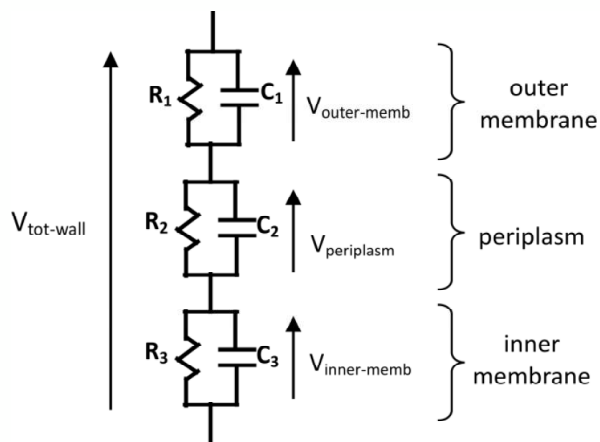 R1
C1
Vouter-memb
outer
membrane
Vtot-wall
R2
C2
Vperiplasm
periplasm
R3
C3
Vinner-memb
inner
membrane